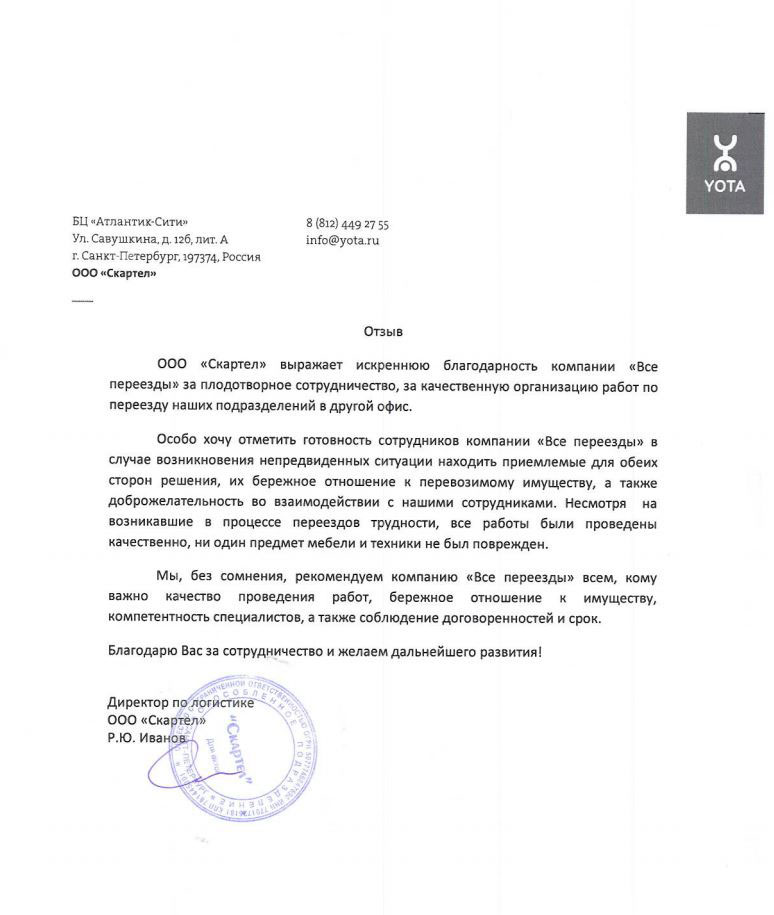 YOTA
БЦ «Атлантик-Сити»
Ул. Савушкина, д. 126, лит. А
г. Санкт-Петербург, 197374, Россия
ООО «Скартел»
8 (812) 449 27 55
info@yota.ru
Отзыв
ООО «Скартел» выражает искреннюю благодарность компании «Все
переезды» за плодотворное сотрудничество, за качественную организацию работ по
переезду наших подразделений в другой офис.
Особо хочу отметить готовность сотрудников компании «Все переезды» в
случае возникновения непредвиденных ситуации находить приемлемые для обеих
сторон решения, их бережное отношение к перевозимому имуществу, а также
доброжелательность во взаимодействии с нашими сотрудниками. Несмотря на
возникавшие в процессе переездов трудности, все работы были проведены
качественно, ни один предмет мебели и техники не был поврежден.
Мы, без сомнения, рекомендуем компанию «Все переезды» всем, кому
важно качество проведения работ, бережное отношение к имуществу,
компетентность специалистов, а также соблюдение договоренностей и срок.
Благодарю Вас за сотрудничество и желаем дальнейшего развития!
Директор по логистике
ООО «Скартел»
Р.Ю. Иванов
ОГРАНИЧЕННОЙ ОТВЕТСТВЕННОСТЬЮ
ОБОСОБЛЕННОЕ ПОДРАЗДЕЛЕНИЕ
"Скартел"